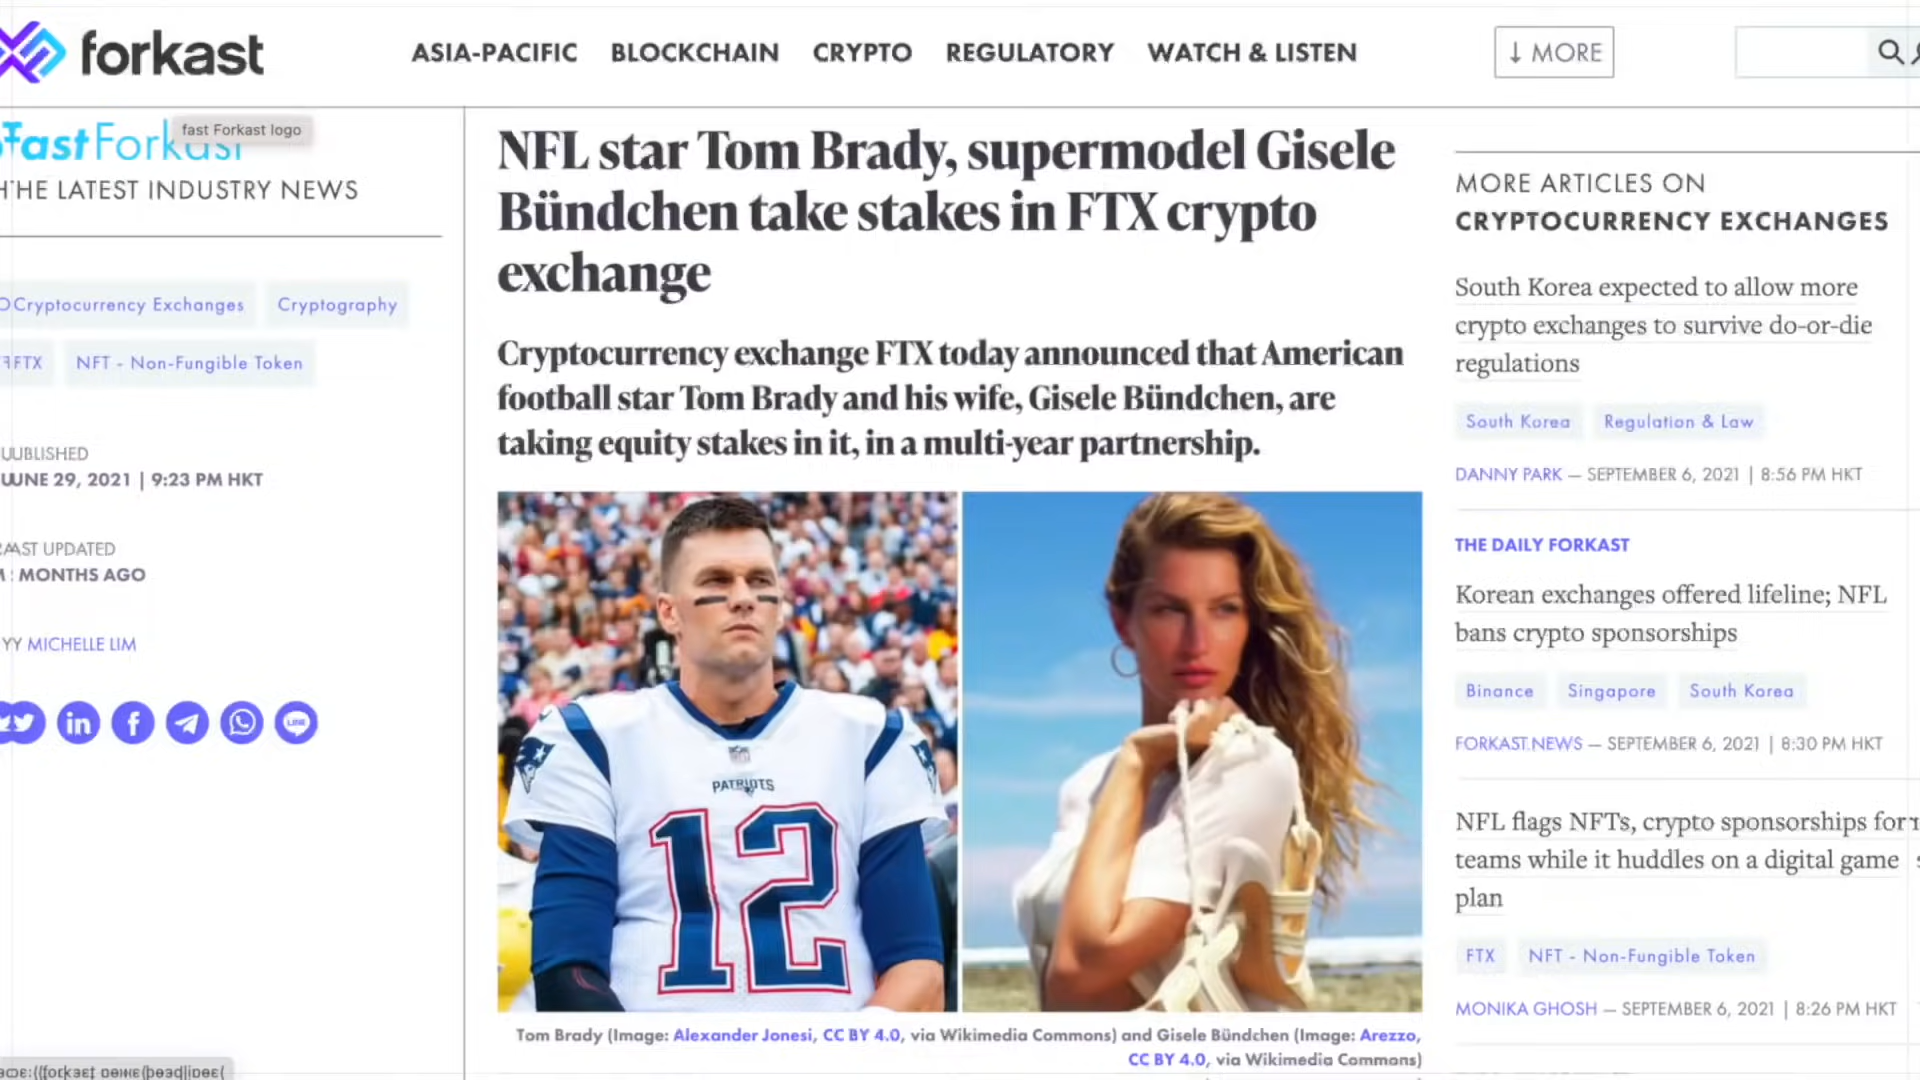 forkast
ASIA-PACIFIC BLOCKCHAIN CRYPTO REGULATORY WATCH & LISTEN
↓ MORE
fast Forkast logo
Fast Forkast
THE LATEST INDUSTRY NEWS
Cryptocurrency Exchanges
Cryptography
FTX
NFT - Non-Fungible Token
PUBLISHED
JUNE 29, 2021 | 9:23 PM HKT
LAST UPDATED
MONTHS AGO
MICHELLE LIM
LINE
NFL star Tom Brady, supermodel Gisele
Bündchen take stakes in FTX crypto
exchange
Cryptocurrency exchange FTX today announced that American
football star Tom Brady and his wife, Gisele Bündchen, are
taking equity stakes in it, in a multi-year partnership.
NFL
PATRIOTS
12
Tom Brady (Image: Alexander Jonesi, CC BY 4.0, via Wikimedia Commons) and Gisele Bündchen (Image: Arezzo,
CC BY 4.0, via Wikimedia Commons)
MORE ARTICLES ON
CRYPTOCURRENCY EXCHANGES
South Korea expected to allow more
crypto exchanges to survive do-or-die
regulations
South Korea
Regulation & Law
DANNY PARK — SEPTEMBER 6, 2021 | 8:56 PM HKT
THE DAILY FORKAST
Korean exchanges offered lifeline; NFL
bans crypto sponsorships
Binance
Singapore
South Korea
FORKAST.NEWS — SEPTEMBER 6, 2021 | 8:30 PM HKT
NFL flags NFTs, crypto sponsorships for
teams while it huddles on a digital game
plan
FTX
NFT - Non-Fungible Token
MONIKA GHOSH — SEPTEMBER 6, 2021 | 8:26 PM HKT